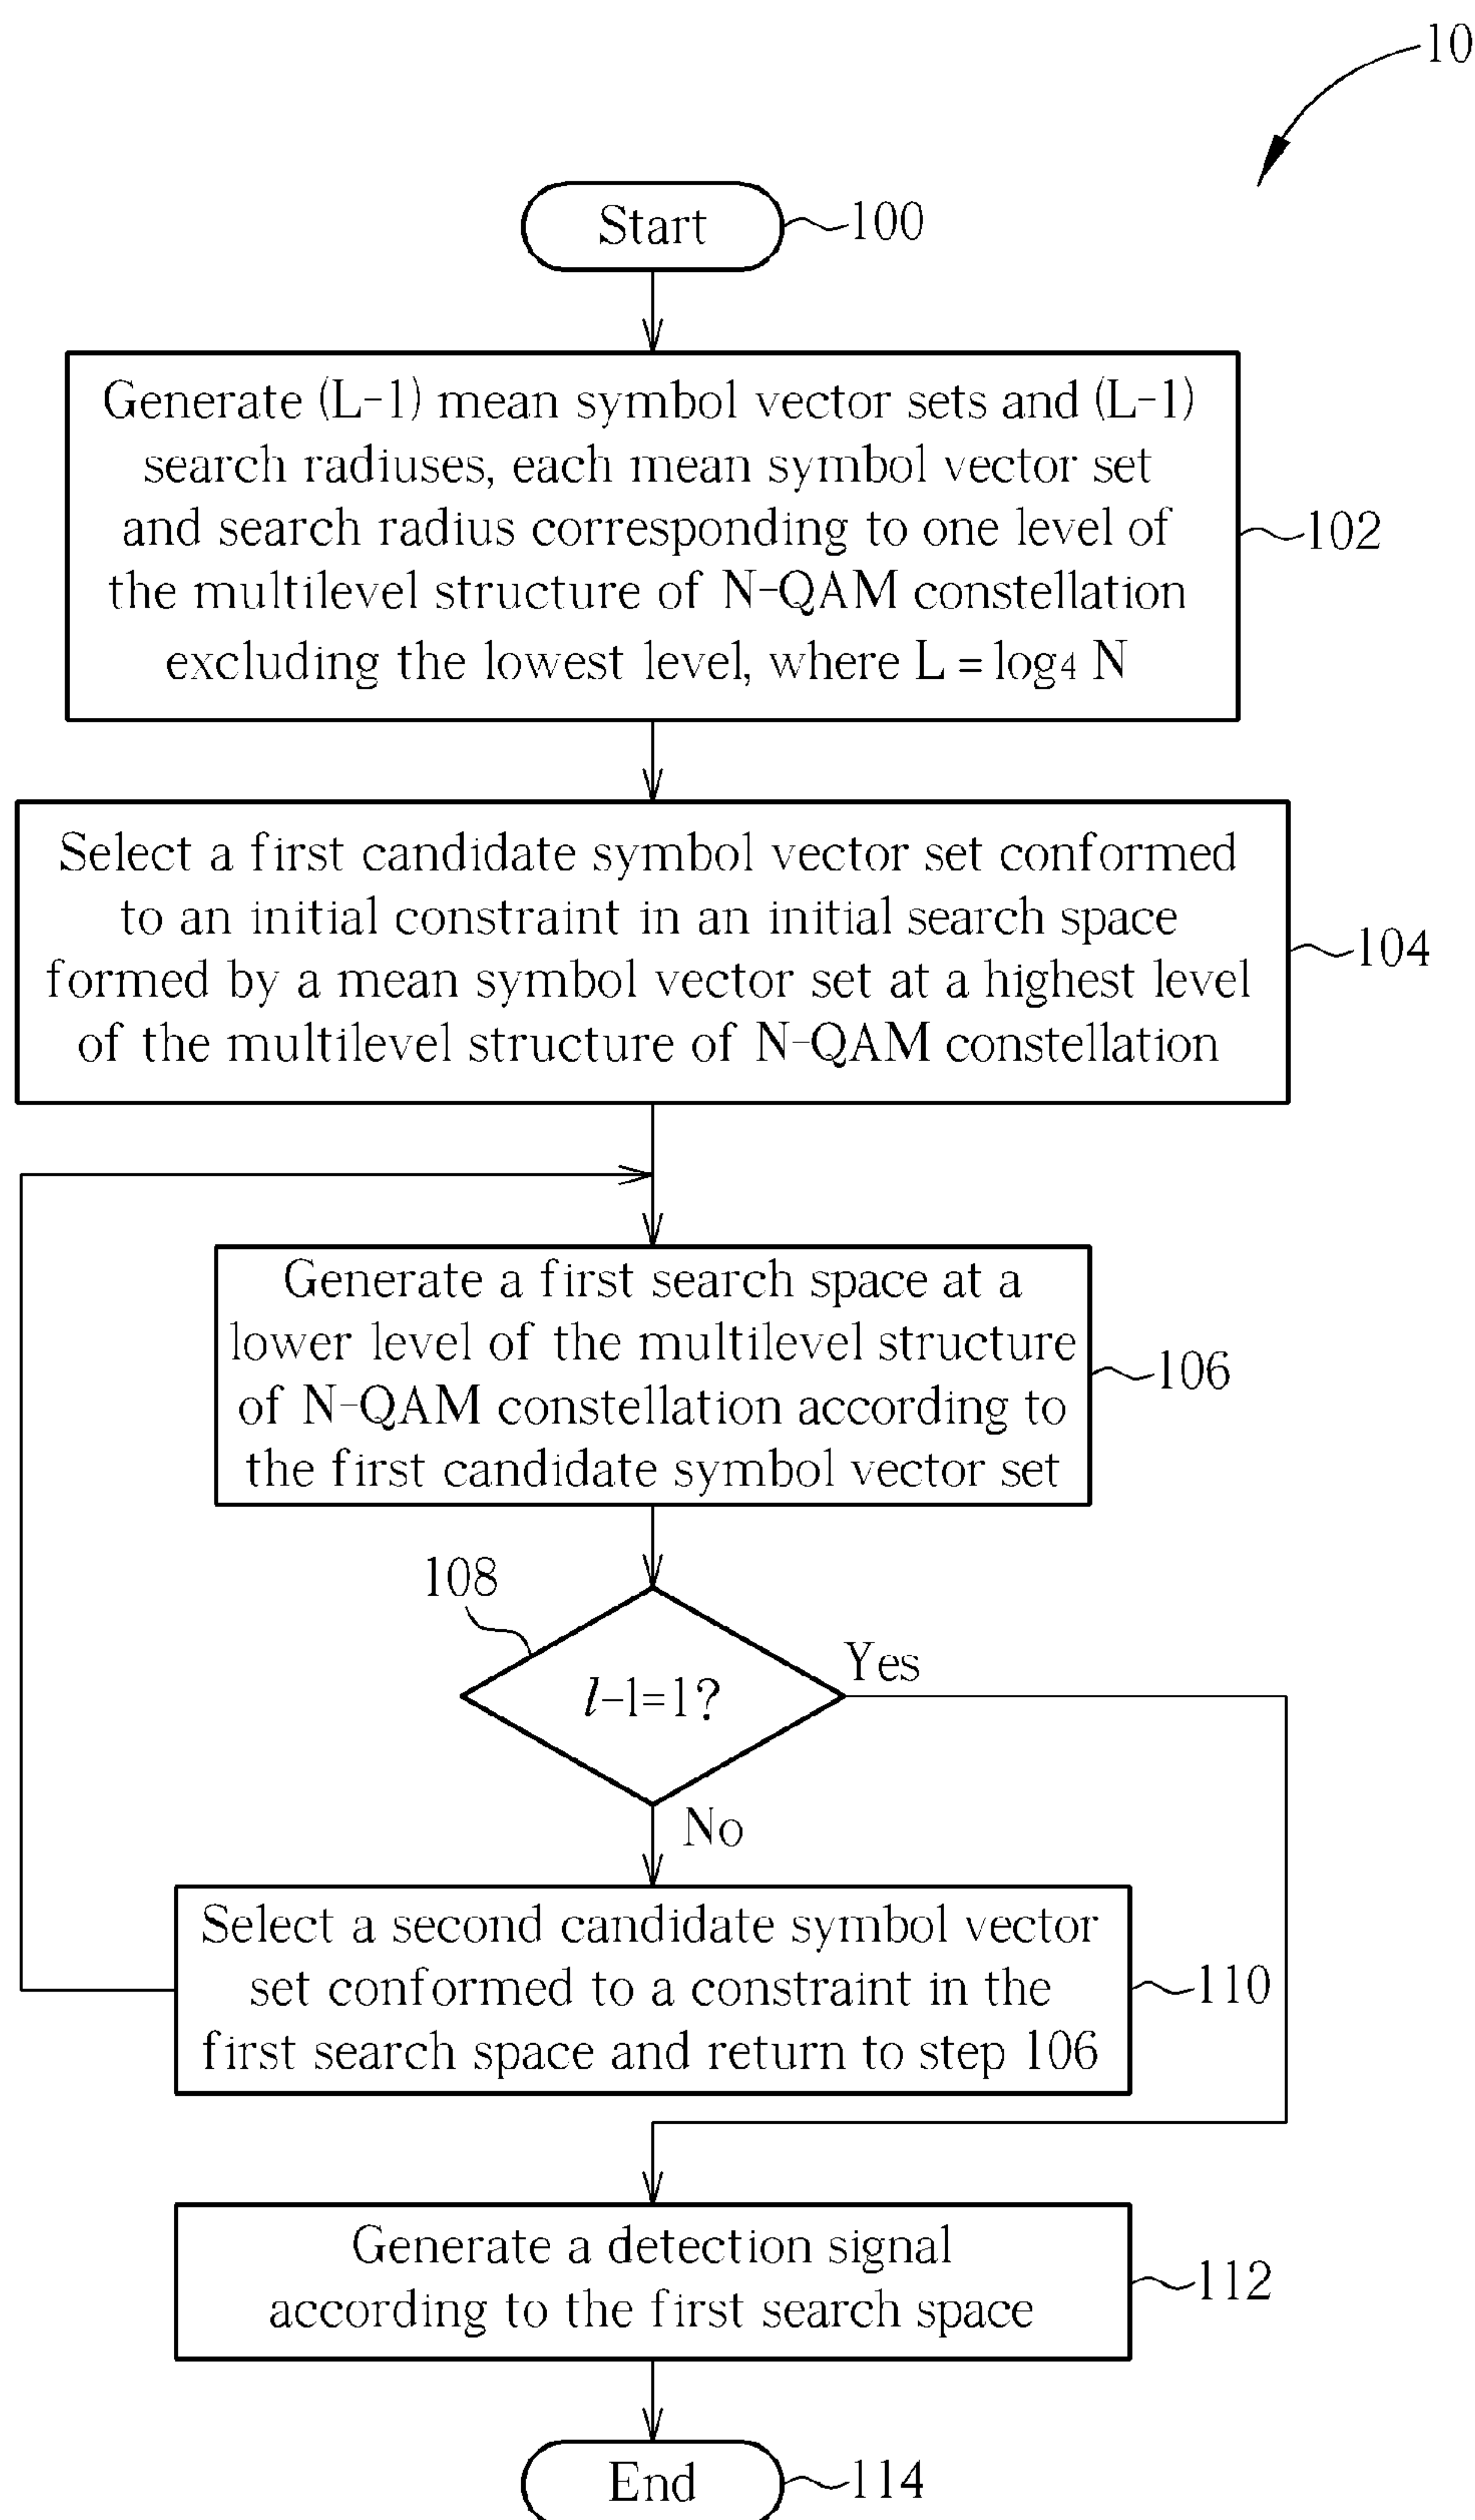 10
Start
100
Generate (L-1) mean symbol vector sets and (L-1)
search radiuses, each mean symbol vector set
and search radius corresponding to one level of
the multilevel structure of N-QAM constellation
excluding the lowest level, where L = log4 N
102
Select a first candidate symbol vector set conformed
to an initial constraint in an initial search space
formed by a mean symbol vector set at a highest level
of the multilevel structure of N-QAM constellation
104
Generate a first search space at a
lower level of the multilevel structure
of N-QAM constellation according to
the first candidate symbol vector set
106
108
l-1=1?
Yes
No
Select a second candidate symbol vector
set conformed to a constraint in the
first search space and return to step 106
110
Generate a detection signal
according to the first search space
112
End
114